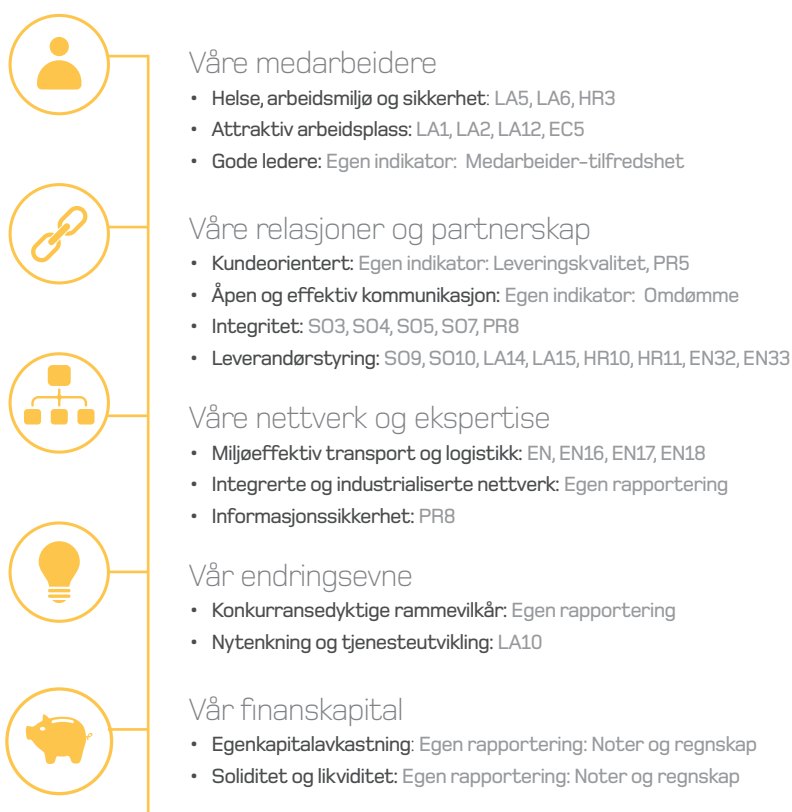 Våre medarbeidere
• Helse, arbeidsmiljø og sikkerhet: LA5, LA6, HR3
• Attraktiv arbeidsplass: LA1, LA2, LA12, EC5
• Gode ledere: Egen indikator: Medarbeider-tilfredshet
Våre relasjoner og partnerskap
• Kundeorientert: Egen indikator: Leveringskvalitet, PR5
• Åpen og effektiv kommunikasjon: Egen indikator: Omdømme
• Integritet: SO3, SO4, SO5, SO7, PR8
• Leverandørstyring: SO9, SO10, LA14, LA15, HR10, HR11, EN32, EN33
Våre nettverk og ekspertise
• Miljøeffektiv transport og logistikk: EN, EN16, EN17, EN18
• Integrerte og industrialiserte nettverk: Egen rapportering
• Informasjonssikkerhet: PR8
Vår endringsevne
• Konkurransedyktige rammevilkår: Egen rapportering
• Nytenkning og tjenesteutvikling: LA10
Vår finanskapital
• Egenkapitalavkastning: Egen rapportering: Noter og regnskap
• Soliditet og likviditet: Egen rapportering: Noter og regnskap